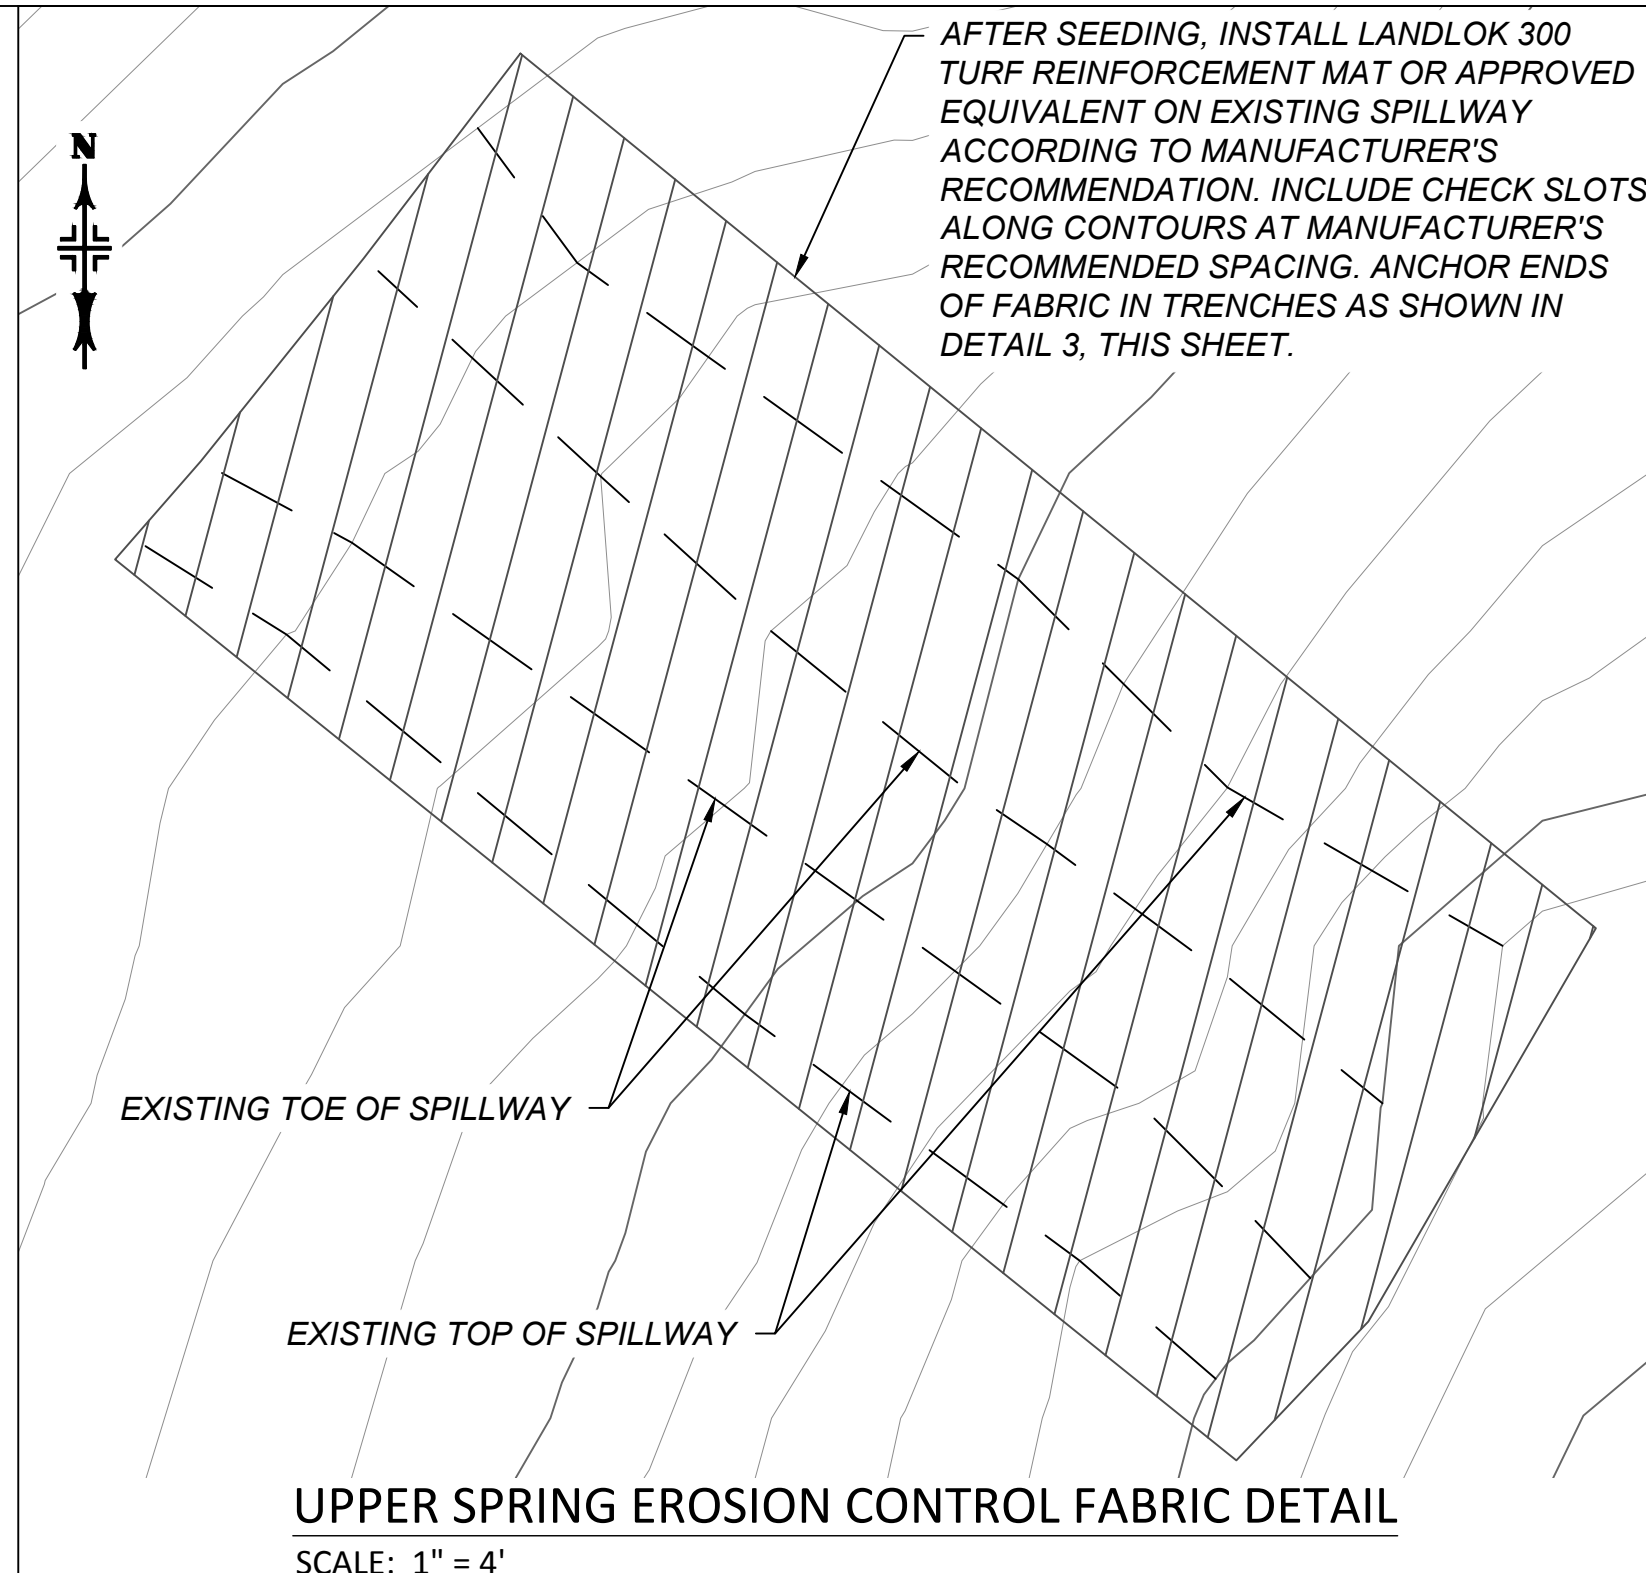 AFTER SEEDING, INSTALL LANDLOK 300
TURF REINFORCEMENT MAT OR APPROVED
EQUIVALENT ON EXISTING SPILLWAY
ACCORDING TO MANUFACTURER'S
RECOMMENDATION. INCLUDE CHECK SLOTS
ALONG CONTOURS AT MANUFACTURER'S
RECOMMENDED SPACING. ANCHOR ENDS
OF FABRIC IN TRENCHES AS SHOWN IN
DETAIL 3, THIS SHEET.
N
EXISTING TOE OF SPILLWAY
EXISTING TOP OF SPILLWAY
UPPER SPRING EROSION CONTROL FABRIC DETAIL
SCALE: 1" = 4'